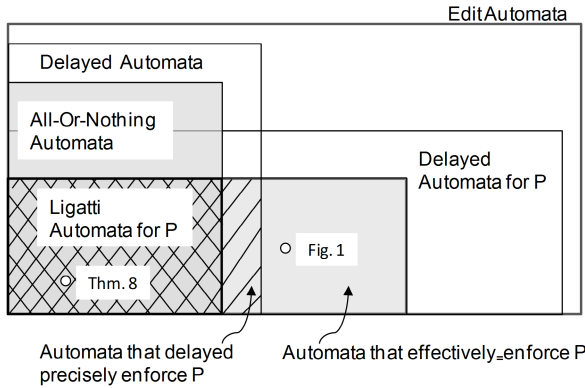 Edit Automata
Delayed Automata
All-Or-Nothing
Automata
Delayed
Automata for P
Ligatti
Automata for P
Fig. 1
Thm. 8
Automata that delayed
precisely enforce P
Automata that effectively=enforce P